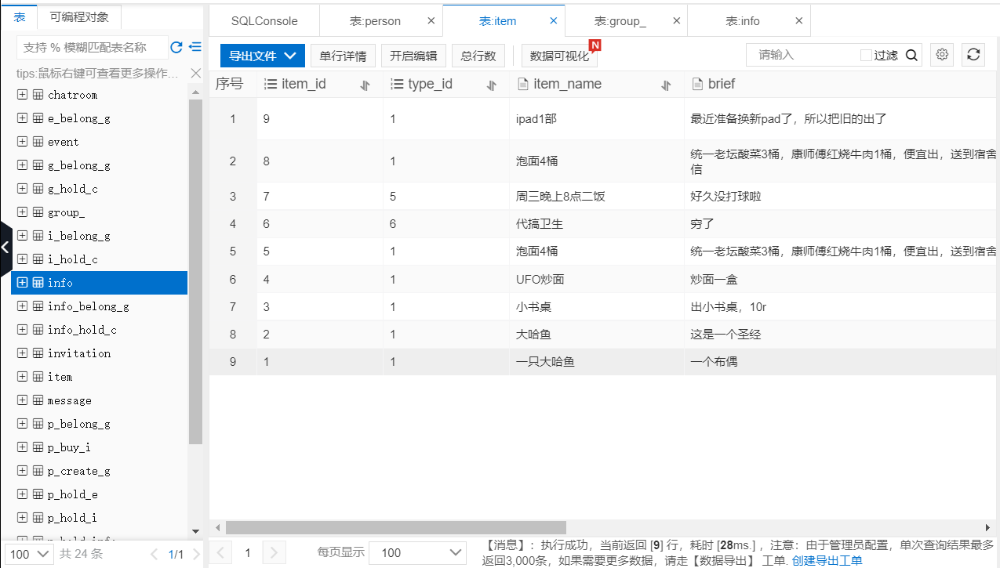 表 可编程对象
支持 % 模糊匹配表名称
tips:鼠标右键可查看更多操作...
chatroom
e_belong_g
event
g_belong_g
g_hold_c
group_
i_belong_g
i_hold_c
info
info_belong_g
info_hold_c
invitation
item
message
p_belong_g
p_buy_i
p_create_g
p_hold_e
p_hold_i
100 共 24 条 1/1
SQLConsole 表:person 表:item 表:group_ 表:info
导出文件 单行详情 开启编辑 总行数 数据可视化 N 请输入 过滤
序号 item_id type_id item_name brief
1 9 1 ipad1部 最近准备换新pad了，所以把旧的出了
2 8 1 泡面4桶 统一老坛酸菜3桶，康师傅红烧牛肉1桶，便宜出，送到宿舍
信
3 7 5 周三晚上8点二饭 好久没打球啦
4 6 6 代搞卫生 穷了
5 5 1 泡面4桶 统一老坛酸菜3桶，康师傅红烧牛肉1桶，便宜出，送到宿舍
6 4 1 UFO炒面 炒面一盒
7 3 1 小书桌 出小书桌，10r
8 2 1 大哈鱼 这是一个圣经
9 1 1 一只大哈鱼 一个布偶
1 每页显示 100
【消息】：执行成功，当前返回 [9] 行，耗时 [28ms.]，注意：由于管理员配置，单次查询结果最多
返回3,000条，如果需要更多数据，请走【数据导出】 工单. 创建导出工单